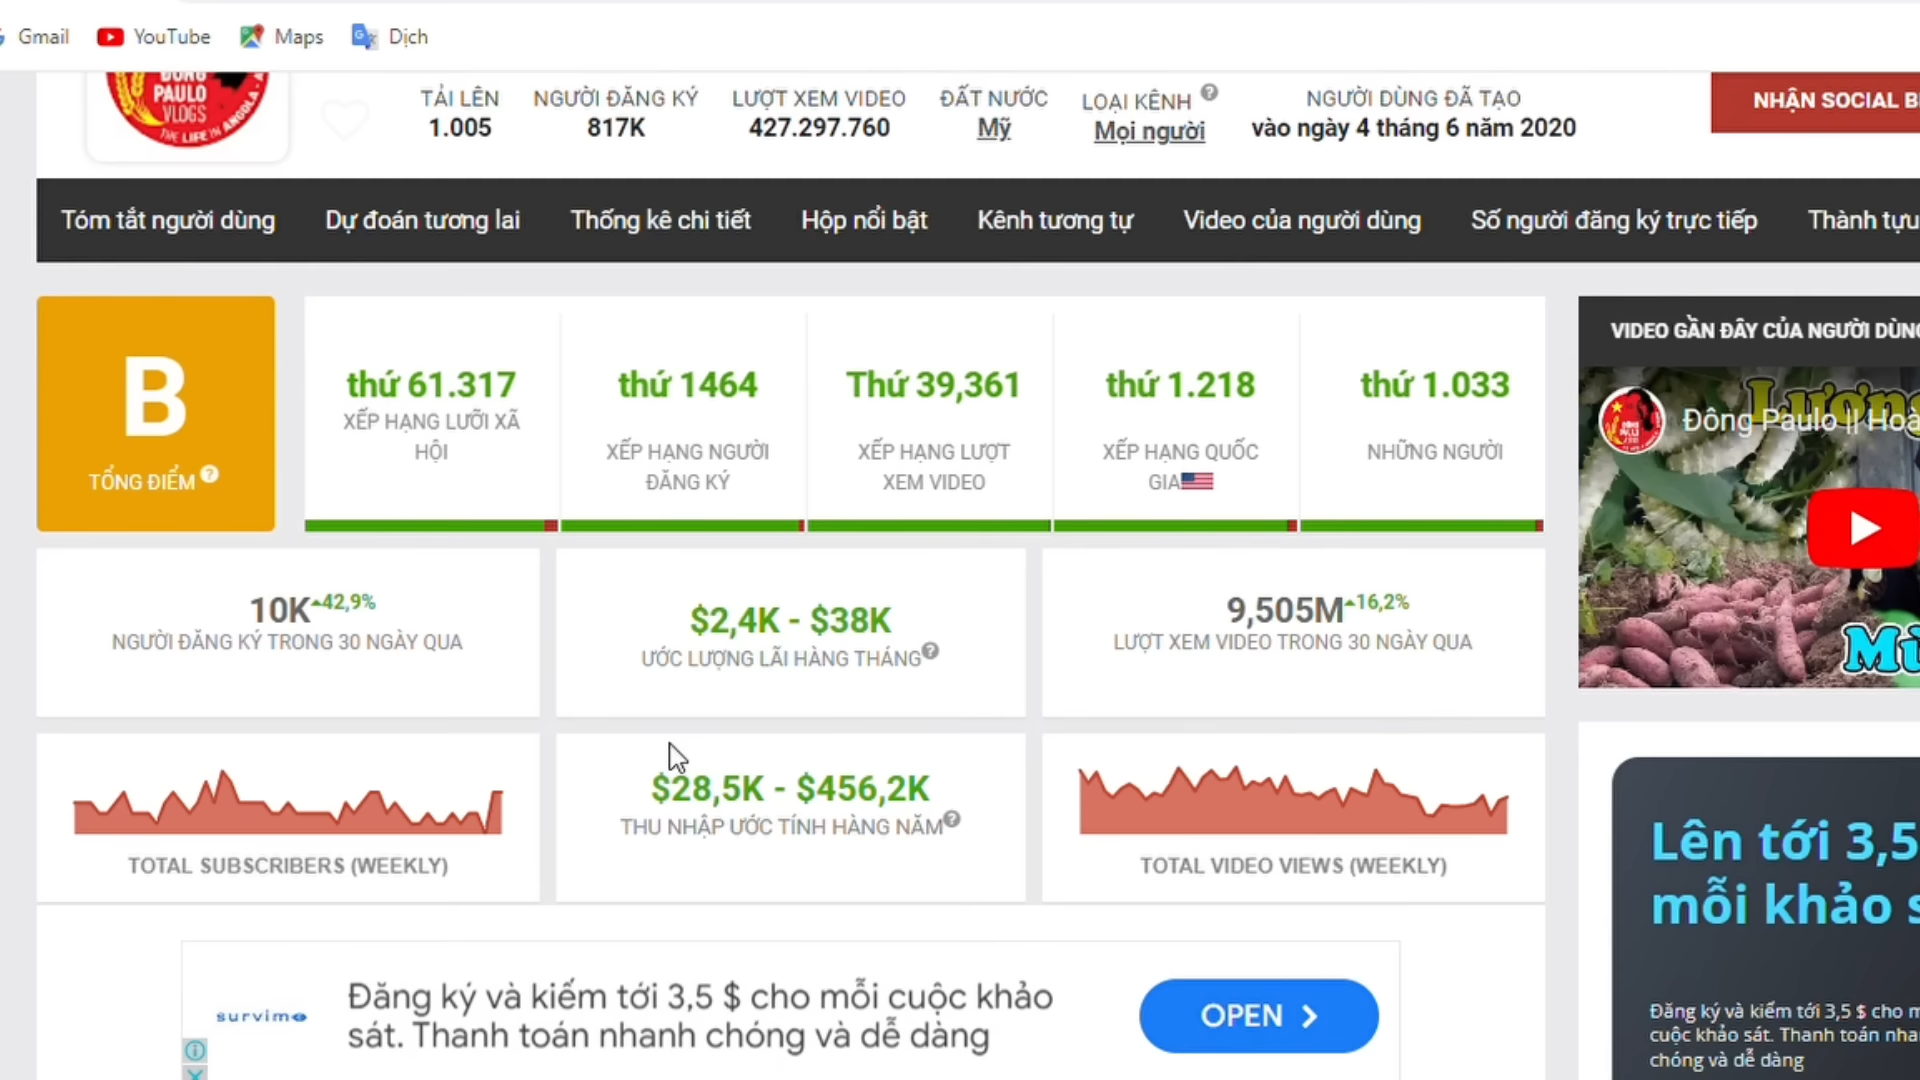 Gmail
YouTube
Maps
Dịch
ĐÔNG
PAULO
VLOGS
THE LIFE IN ANGOLA
TẢI LÊN
1.005
NGƯỜI ĐĂNG KÝ
817K
LƯỢT XEM VIDEO
427.297.760
ĐẤT NƯỚC
Mỹ
LOẠI KÊNH
Mọi người
NGƯỜI DÙNG ĐÃ TẠO
vào ngày 4 tháng 6 năm 2020
NHẬN SOCIAL B
Tóm tắt người dùng
Dự đoán tương lai
Thống kê chi tiết
Hộp nổi bật
Kênh tương tự
Video của người dùng
Số người đăng ký trực tiếp
Thành tựu
B
TỔNG ĐIỂM
thứ 61.317
XẾP HẠNG LƯỠI XÃ
HỘI
thứ 1464
XẾP HẠNG NGƯỜI
ĐĂNG KÝ
Thứ 39,361
XẾP HẠNG LƯỢT
XEM VIDEO
thứ 1.218
XẾP HẠNG QUỐC
GIA
thứ 1.033
NHỮNG NGƯỜI
VIDEO GẦN ĐÂY CỦA NGƯỜI DÙNG
Lương
Đông Paulo || Hoà
Mù
10K 42,9%
NGƯỜI ĐĂNG KÝ TRONG 30 NGÀY QUA
$2,4K - $38K
ƯỚC LƯỢNG LÃI HÀNG THÁNG
9,505M 16,2%
LƯỢT XEM VIDEO TRONG 30 NGÀY QUA
TOTAL SUBSCRIBERS (WEEKLY)
$28,5K - $456,2K
THU NHẬP ƯỚC TÍNH HÀNG NĂM
TOTAL VIDEO VIEWS (WEEKLY)
Lên tới 3,5
mỗi khảo s
Đăng ký và kiếm tới 3,5 $ cho m
cuộc khảo sát. Thanh toán nha
chóng và dễ dàng
survimo
Đăng ký và kiếm tới 3,5 $ cho mỗi cuộc khảo
sát. Thanh toán nhanh chóng và dễ dàng
OPEN